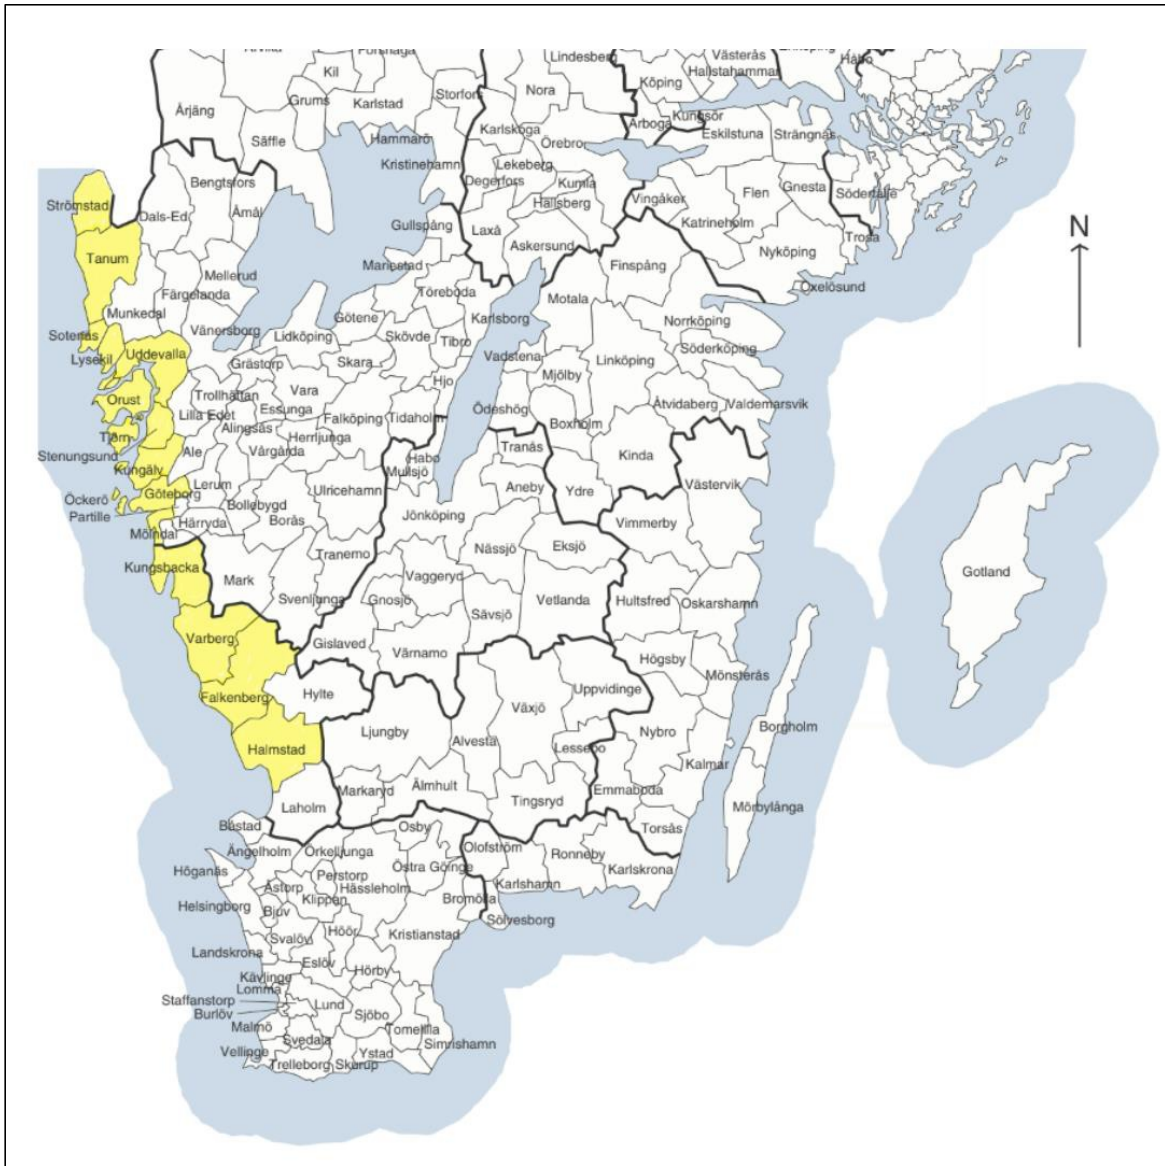 Lindesberg
Västerås
Kil
Köping
Hallstahammar
Håbo
Storfors
Nora
Grums
Karlstad
Årjäng
Kungsör
Arboga
Karlskoga
Eskilstuna
Strängnäs
Säffle
Hammarö
Örebro
Kristinehamn
Lekeberg
Degerfors
Kumla
Bengtsfors
Vingåker
Flen
Gnesta
Södertälje
Strömstad
Dals-Ed
Åmål
Hallsberg
Gullspång
Laxå
Katrineholm
Trosa
Askersund
Nyköping
Tanum
Mariestad
Finspång
Mellerud
Oxelösund
Färgelanda
Töreboda
Motala
Munkedal
Götene
Karlsborg
Norrköping
Sotenäs
Vänersborg
Lidköping
Skövde
Tibro
Söderköping
Lysekil
Uddevalla
Grästorp
Skara
Vadstena
Linköping
Mjölby
Hjo
Orust
Trollhättan
Vara
Åtvidaberg
Valdemarsvik
Lilla Edet
Essunga
Falköping
Tidaholm
Ödeshög
Alingsås
Boxholm
Tjörn
Herrljunga
Tranås
Stenungsund
Ale
Vårgårda
Habo
Kinda
Kungälv
Mullsjö
Västervik
Lerum
Ulricehamn
Aneby
Ydre
Öckerö
Göteborg
Bollebygd
Partille
Härryda
Borås
Jönköping
Vimmerby
Mölndal
Nässjö
Eksjö
Tranemo
Kungsbacka
Gotland
Mark
Vaggeryd
Svenljunga
Gnosjö
Vetlanda
Hultsfred
Oskarshamn
Sävsjö
Varberg
Gislaved
Värnamo
Högsby
Mönsterås
Falkenberg
Hylte
Uppvidinge
Växjö
Borgholm
Ljungby
Nybro
Halmstad
Alvesta
Lessebo
Kalmar
Markaryd
Älmhult
Emmaboda
Tingsryd
Mörbylånga
Laholm
Båstad
Osby
Torsås
Ängelholm
Örkelljunga
Olofström
Ronneby
Höganäs
Perstorp
Östra Göinge
Karlskrona
Åstorp
Hässleholm
Karlshamn
Klippan
Bromölla
Helsingborg
Bjuv
Sölvesborg
Höör
Kristianstad
Svalöv
Landskrona
Eslöv
Hörby
Kävlinge
Lomma
Staffanstorp
Lund
Burlöv
Sjöbo
Malmö
Tomelilla
Svedala
Simrishamn
Vellinge
Ystad
Trelleborg
Skurup
N